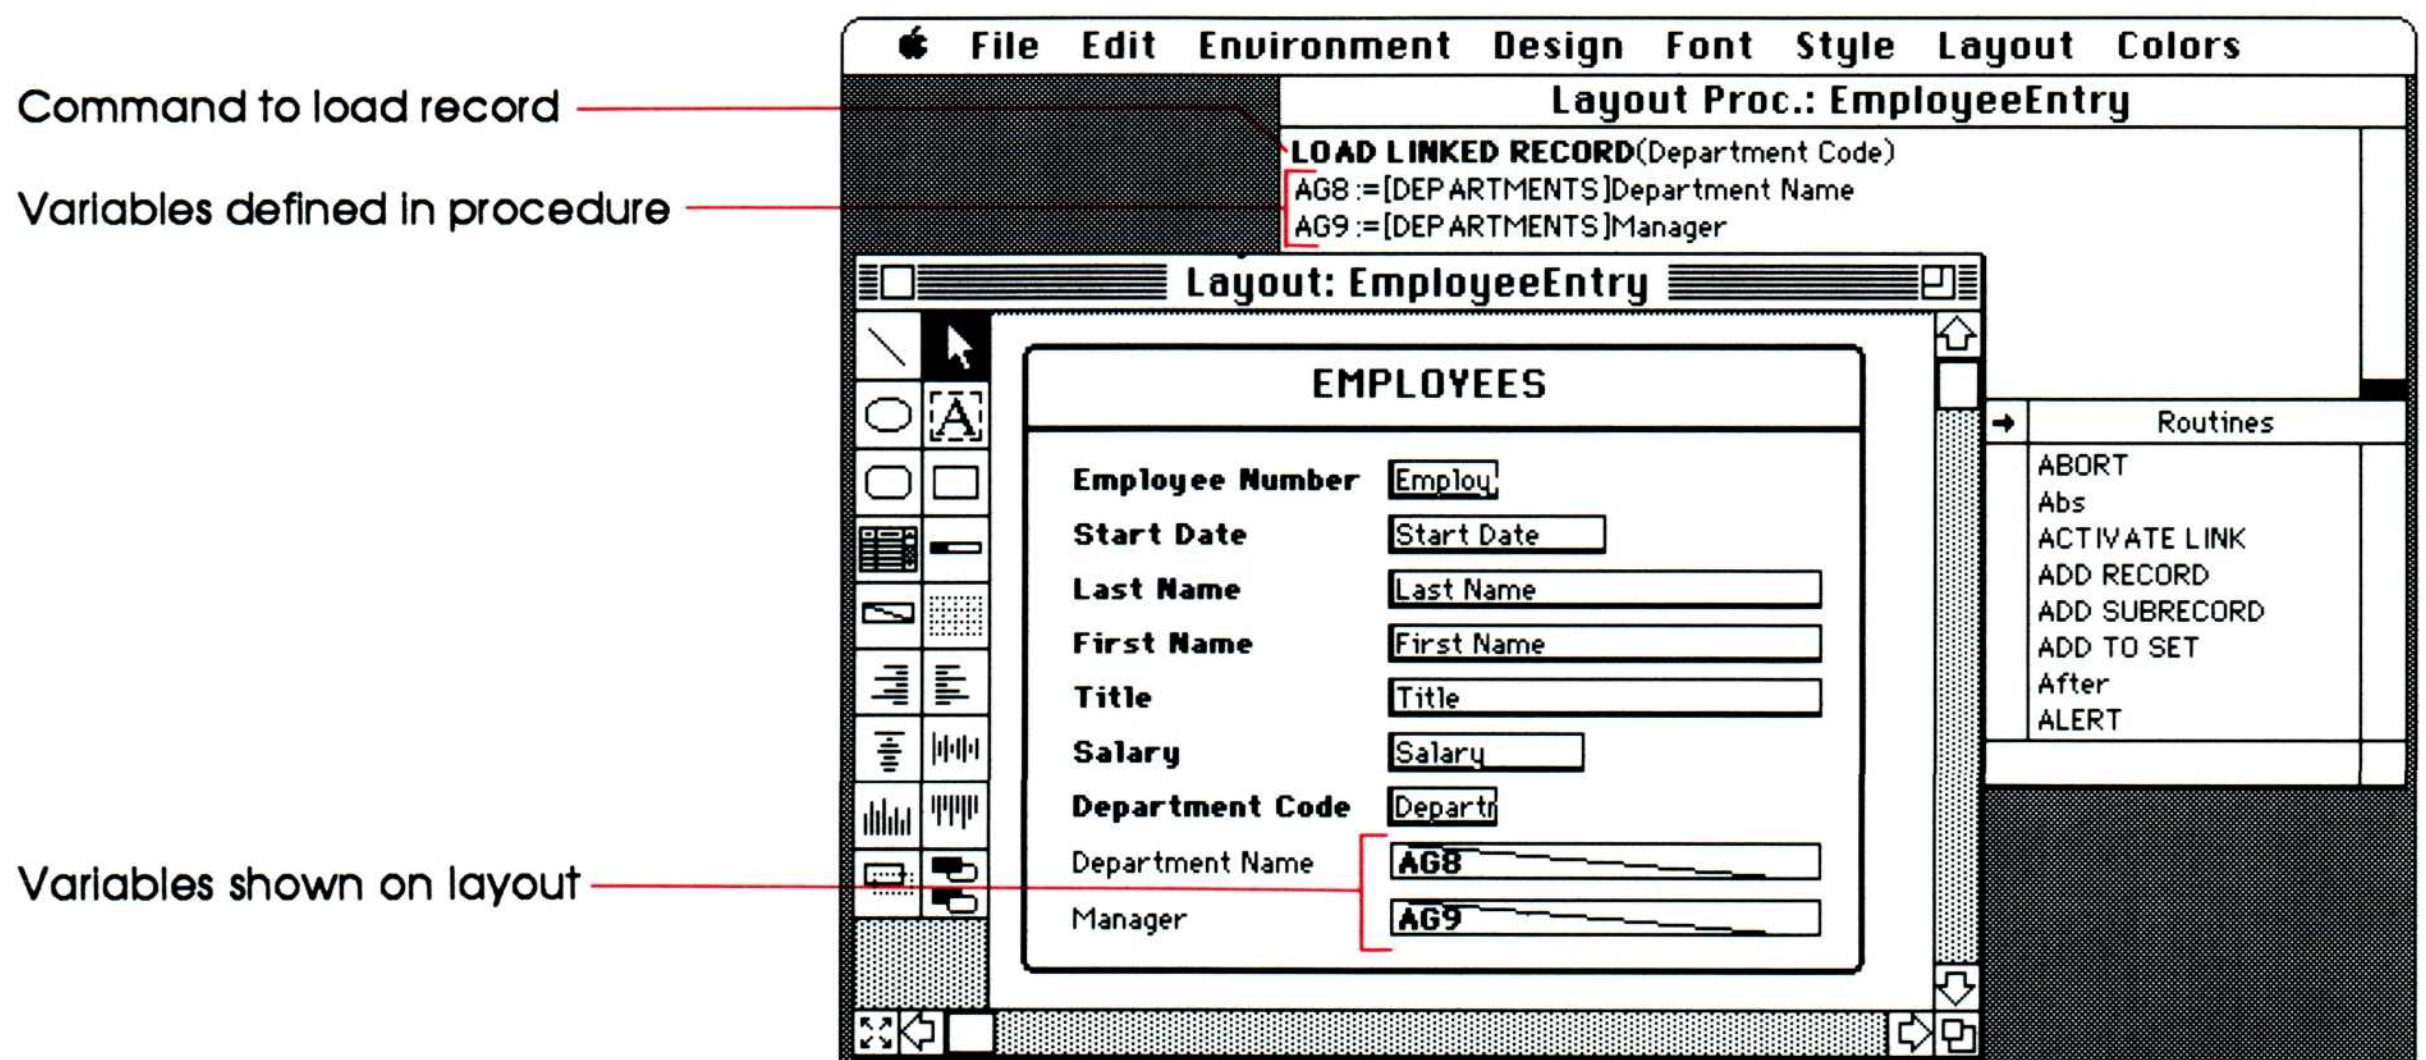 File Edit Environment Design Font Style Layout Colors
Command to load record
Layout Proc.: EmployeeEntry
LOAD LINKED RECORD(Department Code)
Variables defined in procedure
AG8:=[DEPARTMENTS]Department Name
AG9:=[DEPARTMENTS]Manager
Layout: EmployeeEntry
A
EMPLOYEES
Employee Number Employ
Start Date Start Date
Last Name Last Name
First Name First Name
Title Title
Salary Salary
Department Code Departr
Variables shown on layout
Department Name AG8
Manager AG9
Routines
ABORT
Abs
ACTIVATE LINK
ADD RECORD
ADD SUBRECORD
ADD TO SET
After
ALERT